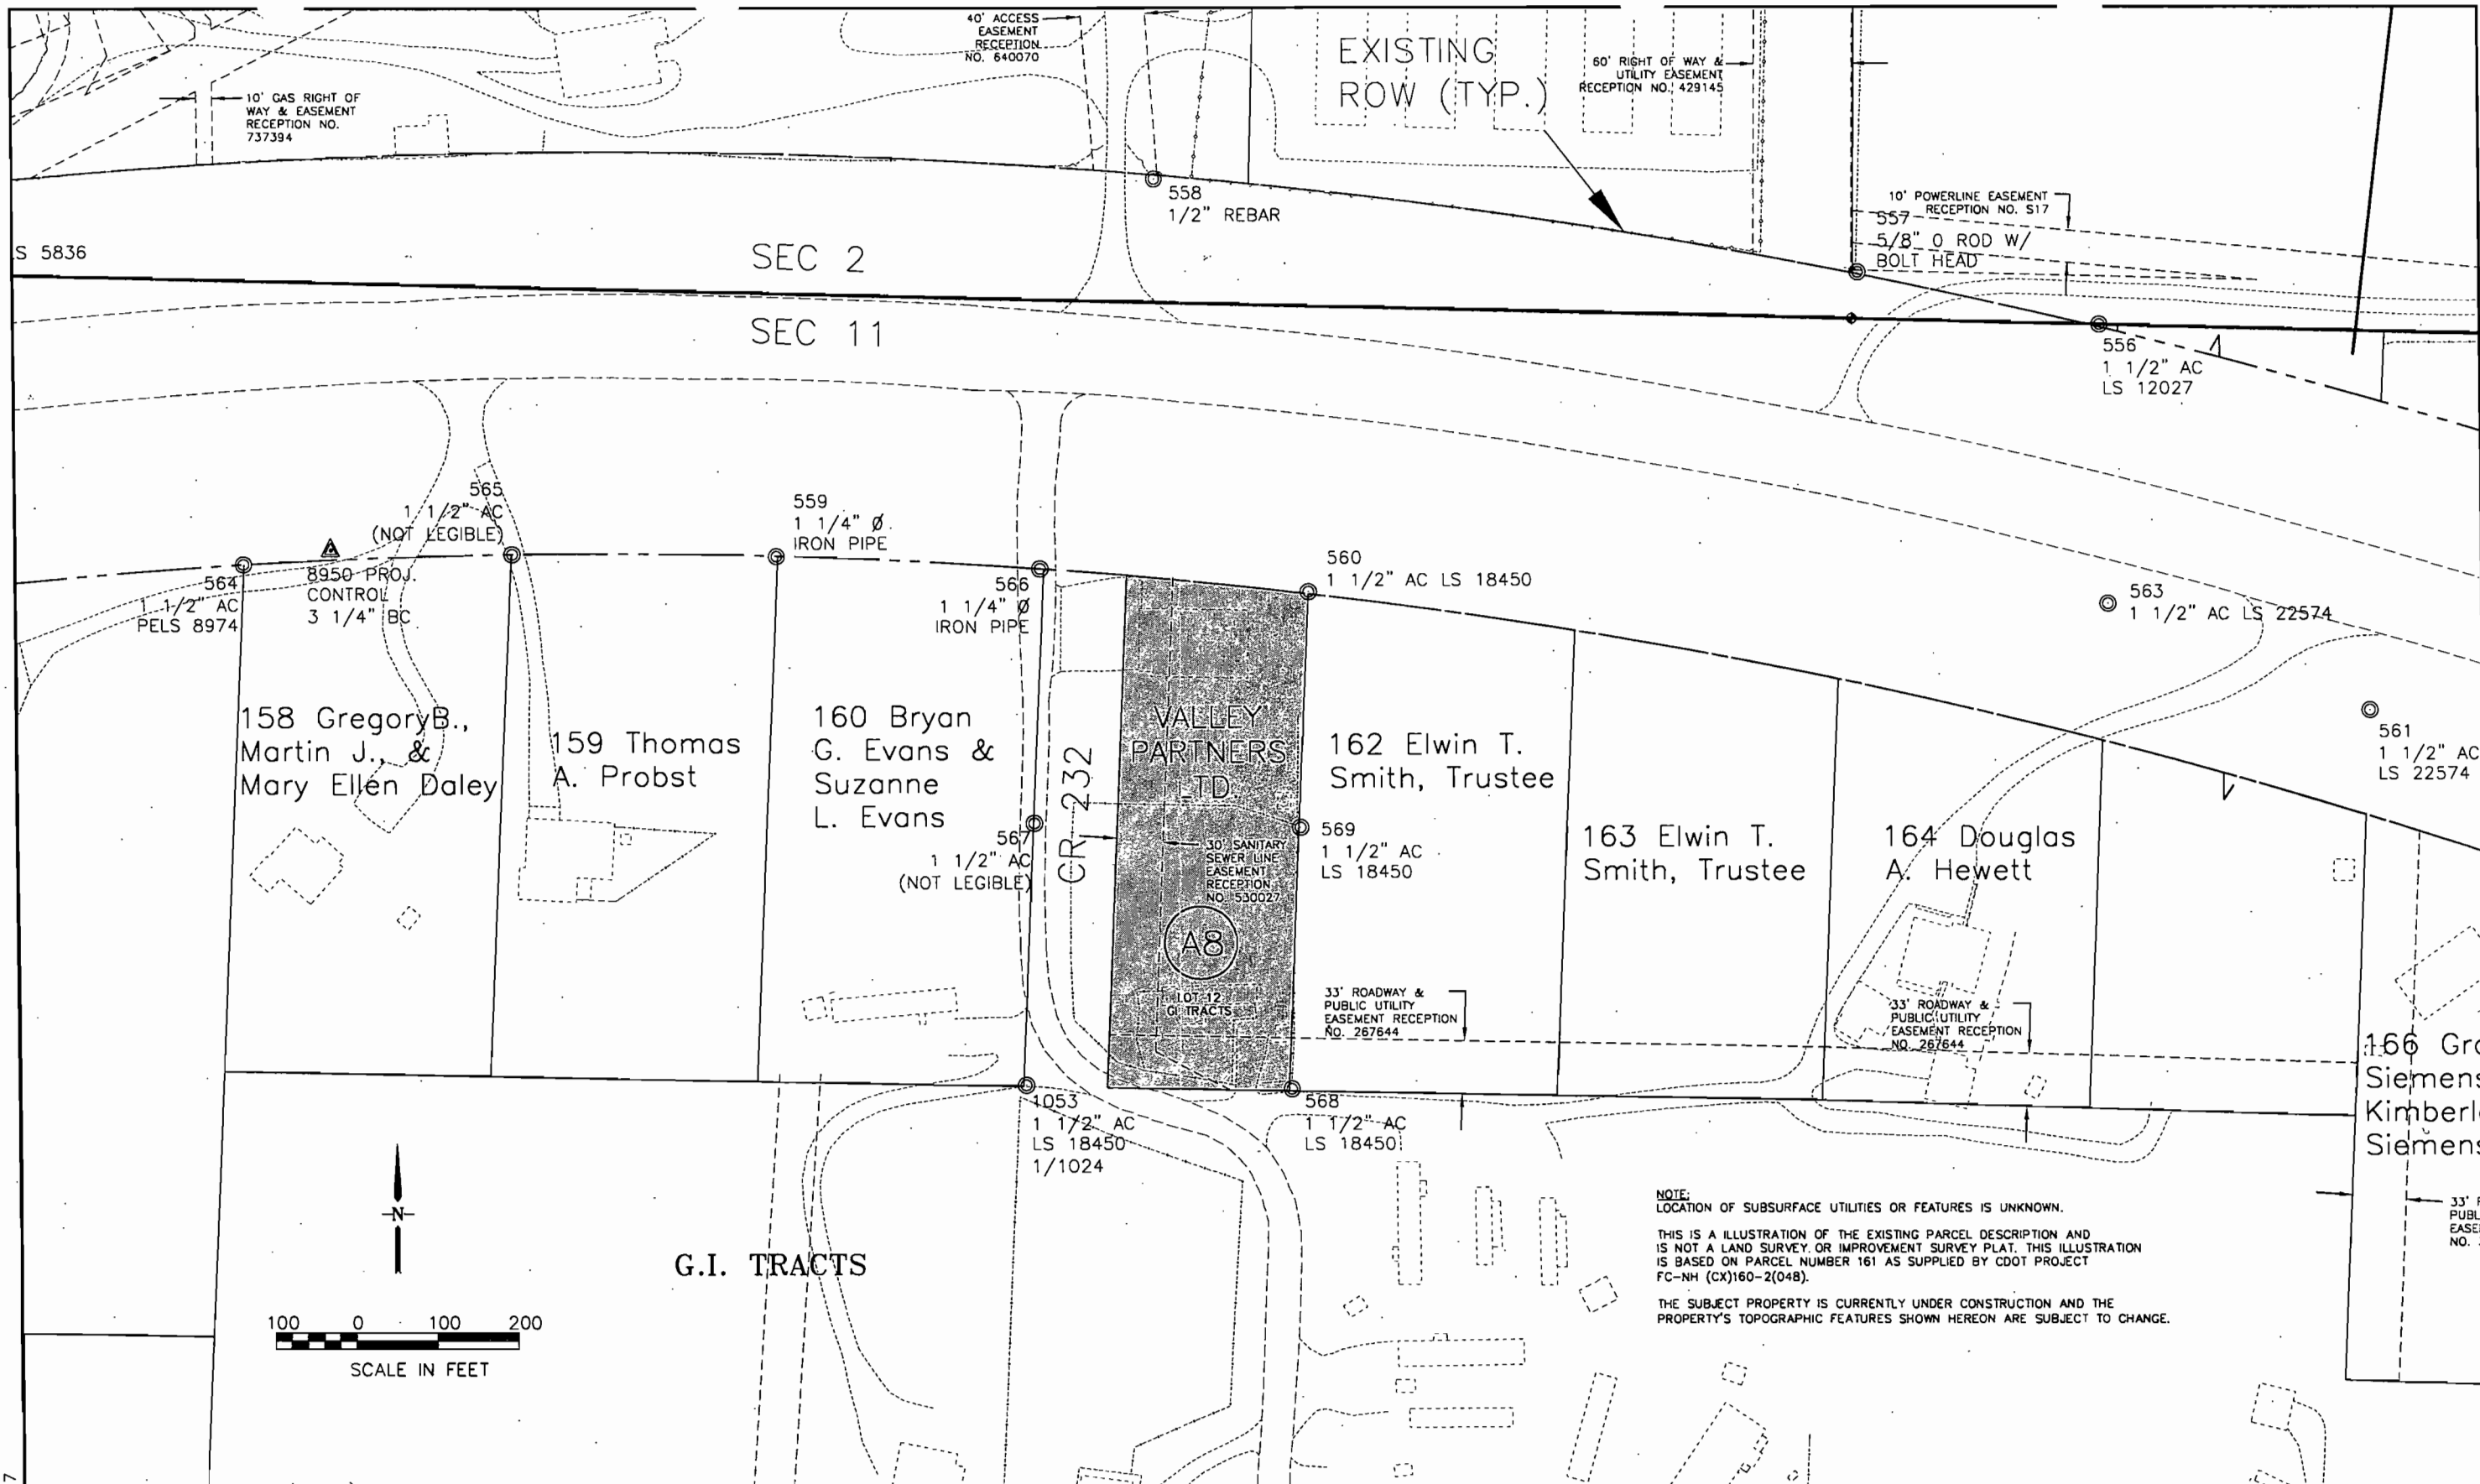 40' ACCESS
EASEMENT
RECEPTION
NO. 640070
EXISTING
ROW (TYP.)
60' RIGHT OF WAY &
UTILITY EASEMENT
RECEPTION NO. 429145
10' GAS RIGHT OF
WAY & EASEMENT
RECEPTION NO.
737394
558
1/2" REBAR
10' POWERLINE EASEMENT
RECEPTION NO. S17
557
5/8" O ROD W/
BOLT HEAD
LS 5836
SEC 2
SEC 11
556
1 1/2" AC
LS 12027
565
1 1/2" AC
(NOT LEGIBLE)
559
1 1/4" Ø
IRON PIPE
564
1 1/2" AC
PELS 8974
8950 PROJ.
CONTROL
3 1/4" BC
566
1 1/4" Ø
IRON PIPE
560
1 1/2" AC LS 18450
563
1 1/2" AC LS 22574
561
1 1/2" AC
LS 22574
158 GregoryB.,
Martin J., &
Mary Ellen Daley
159 Thomas
A. Probst
160 Bryan
G. Evans &
Suzanne
L. Evans
567
1 1/2" AC
(NOT LEGIBLE)
CR 232
VALLEY
PARTNERS
LTD.
30' SANITARY
SEWER LINE
EASEMENT
RECEPTION
NO. 530027
A8
LOT 12
GI TRACTS
162 Elwin T.
Smith, Trustee
569
1 1/2" AC
LS 18450
163 Elwin T.
Smith, Trustee
164 Douglas
A. Hewett
33' ROADWAY &
PUBLIC UTILITY
EASEMENT RECEPTION
NO. 267644
33' ROADWAY &
PUBLIC UTILITY
EASEMENT RECEPTION
NO. 267644
166 Gr
Siemens
Kimberl
Siemens
1053
1 1/2" AC
LS 18450
1/1024
568
1 1/2" AC
LS 18450
33'
PUBL
EASE
NO.
N
G.I. TRACTS
100 0 100 200
SCALE IN FEET
NOTE:
LOCATION OF SUBSURFACE UTILITIES OR FEATURES IS UNKNOWN.
THIS IS A ILLUSTRATION OF THE EXISTING PARCEL DESCRIPTION AND
IS NOT A LAND SURVEY. OR IMPROVEMENT SURVEY PLAT. THIS ILLUSTRATION
IS BASED ON PARCEL NUMBER 161 AS SUPPLIED BY CDOT PROJECT
FC-NH (CX)160-2(048).
THE SUBJECT PROPERTY IS CURRENTLY UNDER CONSTRUCTION AND THE
PROPERTY'S TOPOGRAPHIC FEATURES SHOWN HEREON ARE SUBJECT TO CHANGE.
7